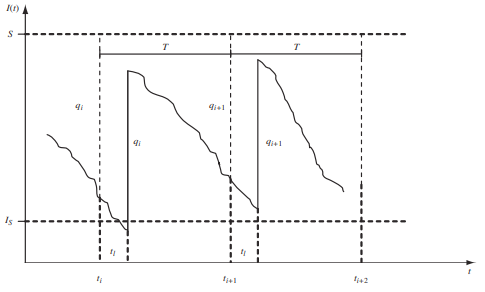 I(t)
S
T T
q_i q_{i+1}
q_i q_{i+1}
I_S
t_l t_l
t
t_i t_{i+1} t_{i+2}